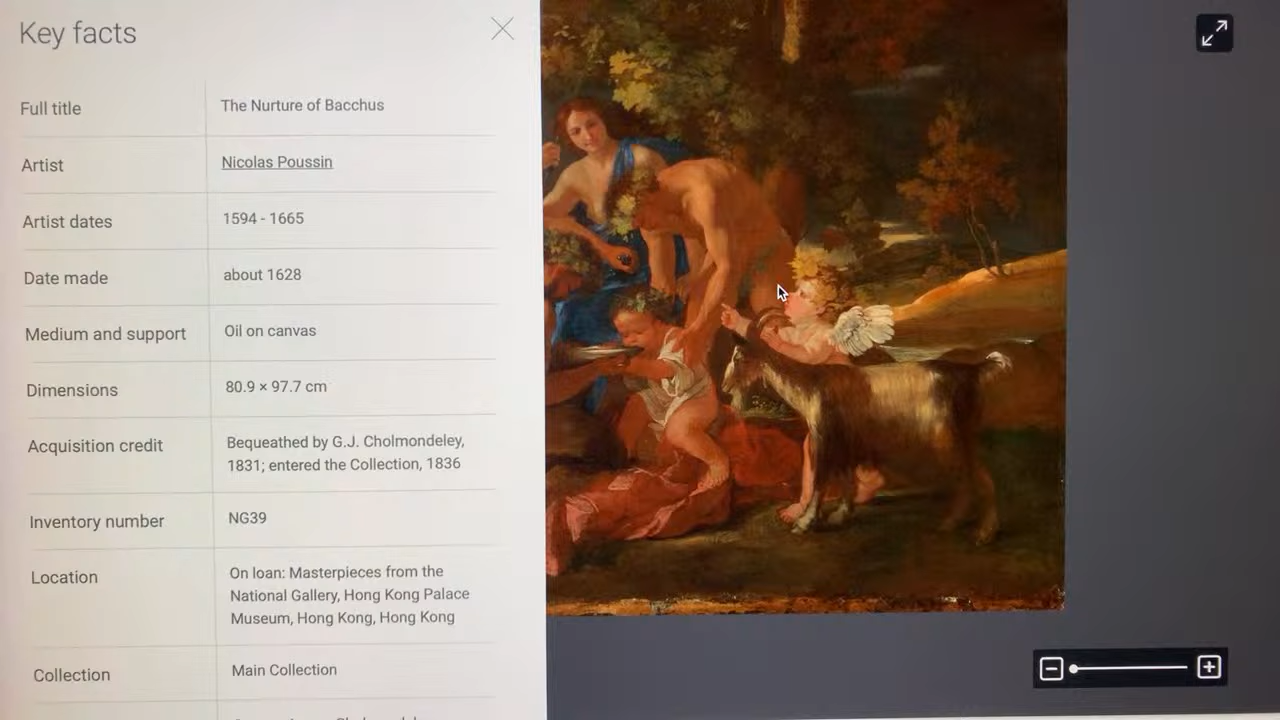 Key facts
Full title
The Nurture of Bacchus
Artist
Nicolas Poussin
Artist dates
1594 - 1665
Date made
about 1628
Medium and support
Oil on canvas
Dimensions
80.9 × 97.7 cm
Acquisition credit
Bequeathed by G.J. Cholmondeley,
1831; entered the Collection, 1836
Inventory number
NG39
Location
On loan: Masterpieces from the
National Gallery, Hong Kong Palace
Museum, Hong Kong, Hong Kong
Collection
Main Collection